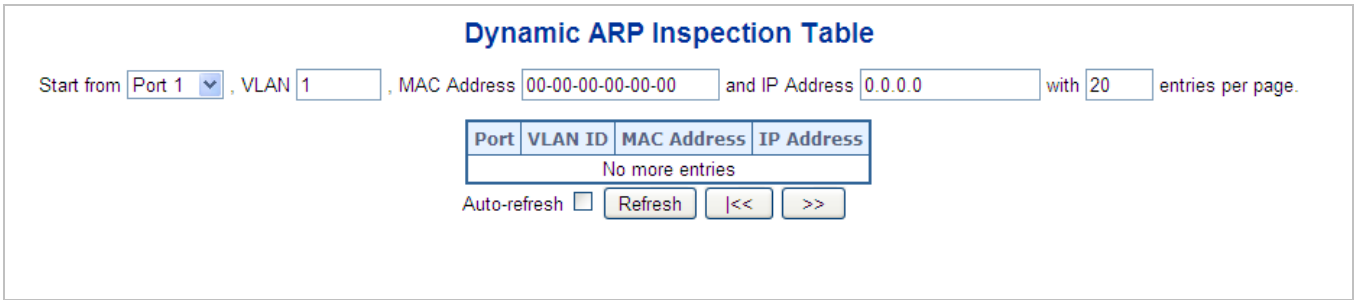 Dynamic ARP Inspection Table
Start from Port 1 , VLAN 1 , MAC Address 00-00-00-00-00-00 and IP Address 0.0.0.0 with 20 entries per page.
Port VLAN ID MAC Address IP Address
No more entries
Auto-refresh Refresh |<< >>